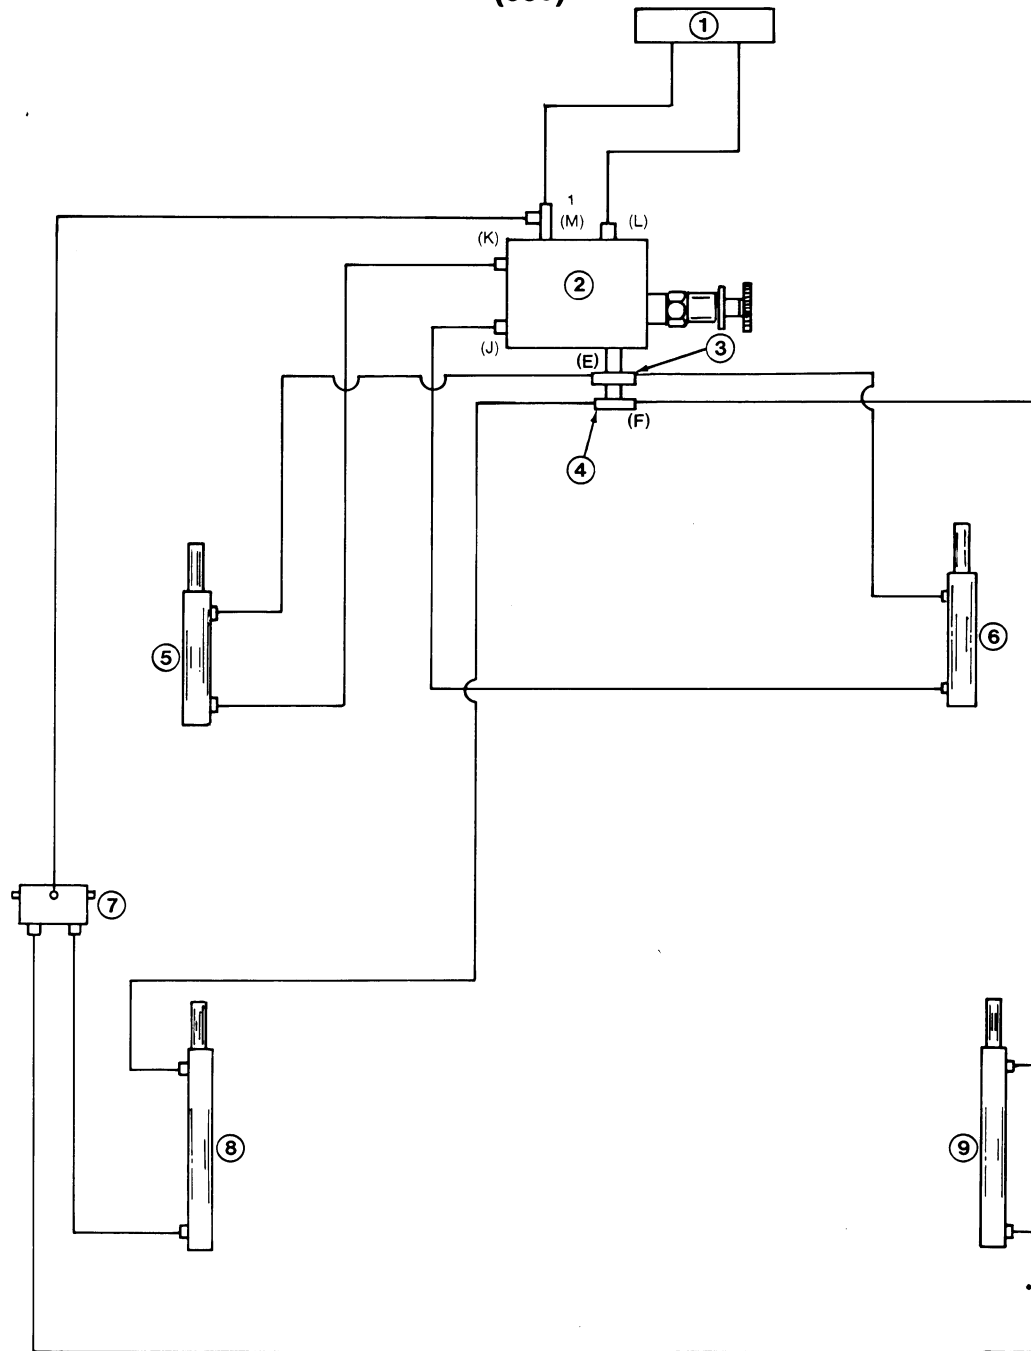 ①
1
(M)
(L)
(K)
②
(J)
(E)
③
(F)
④
⑤
⑥
⑦
⑧
⑨